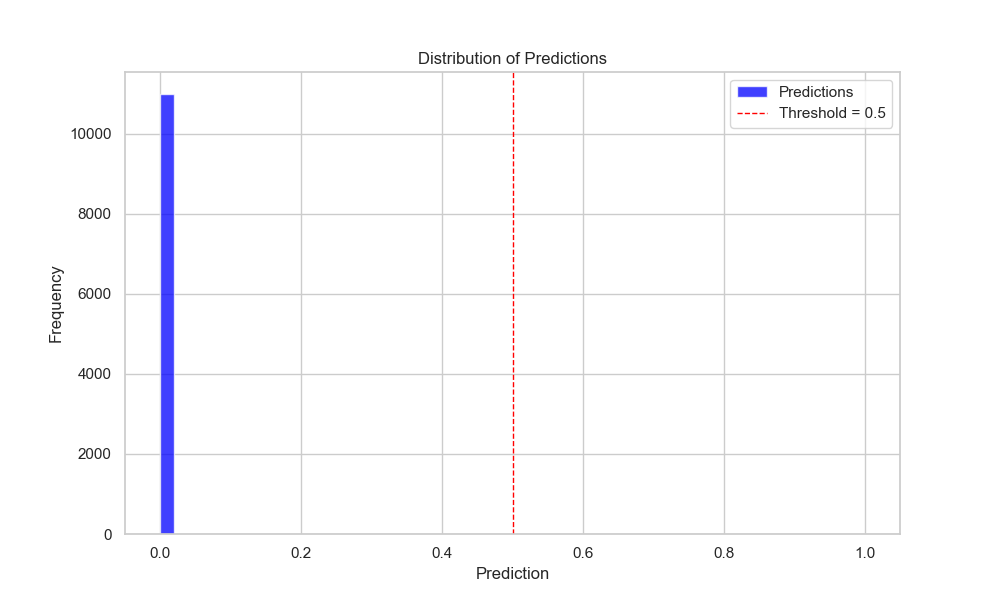 Distribution of Predictions
Predictions
Threshold = 0.5
10000
8000
6000
4000
2000
0
Frequency
0.0 0.2 0.4 0.6 0.8 1.0
Prediction